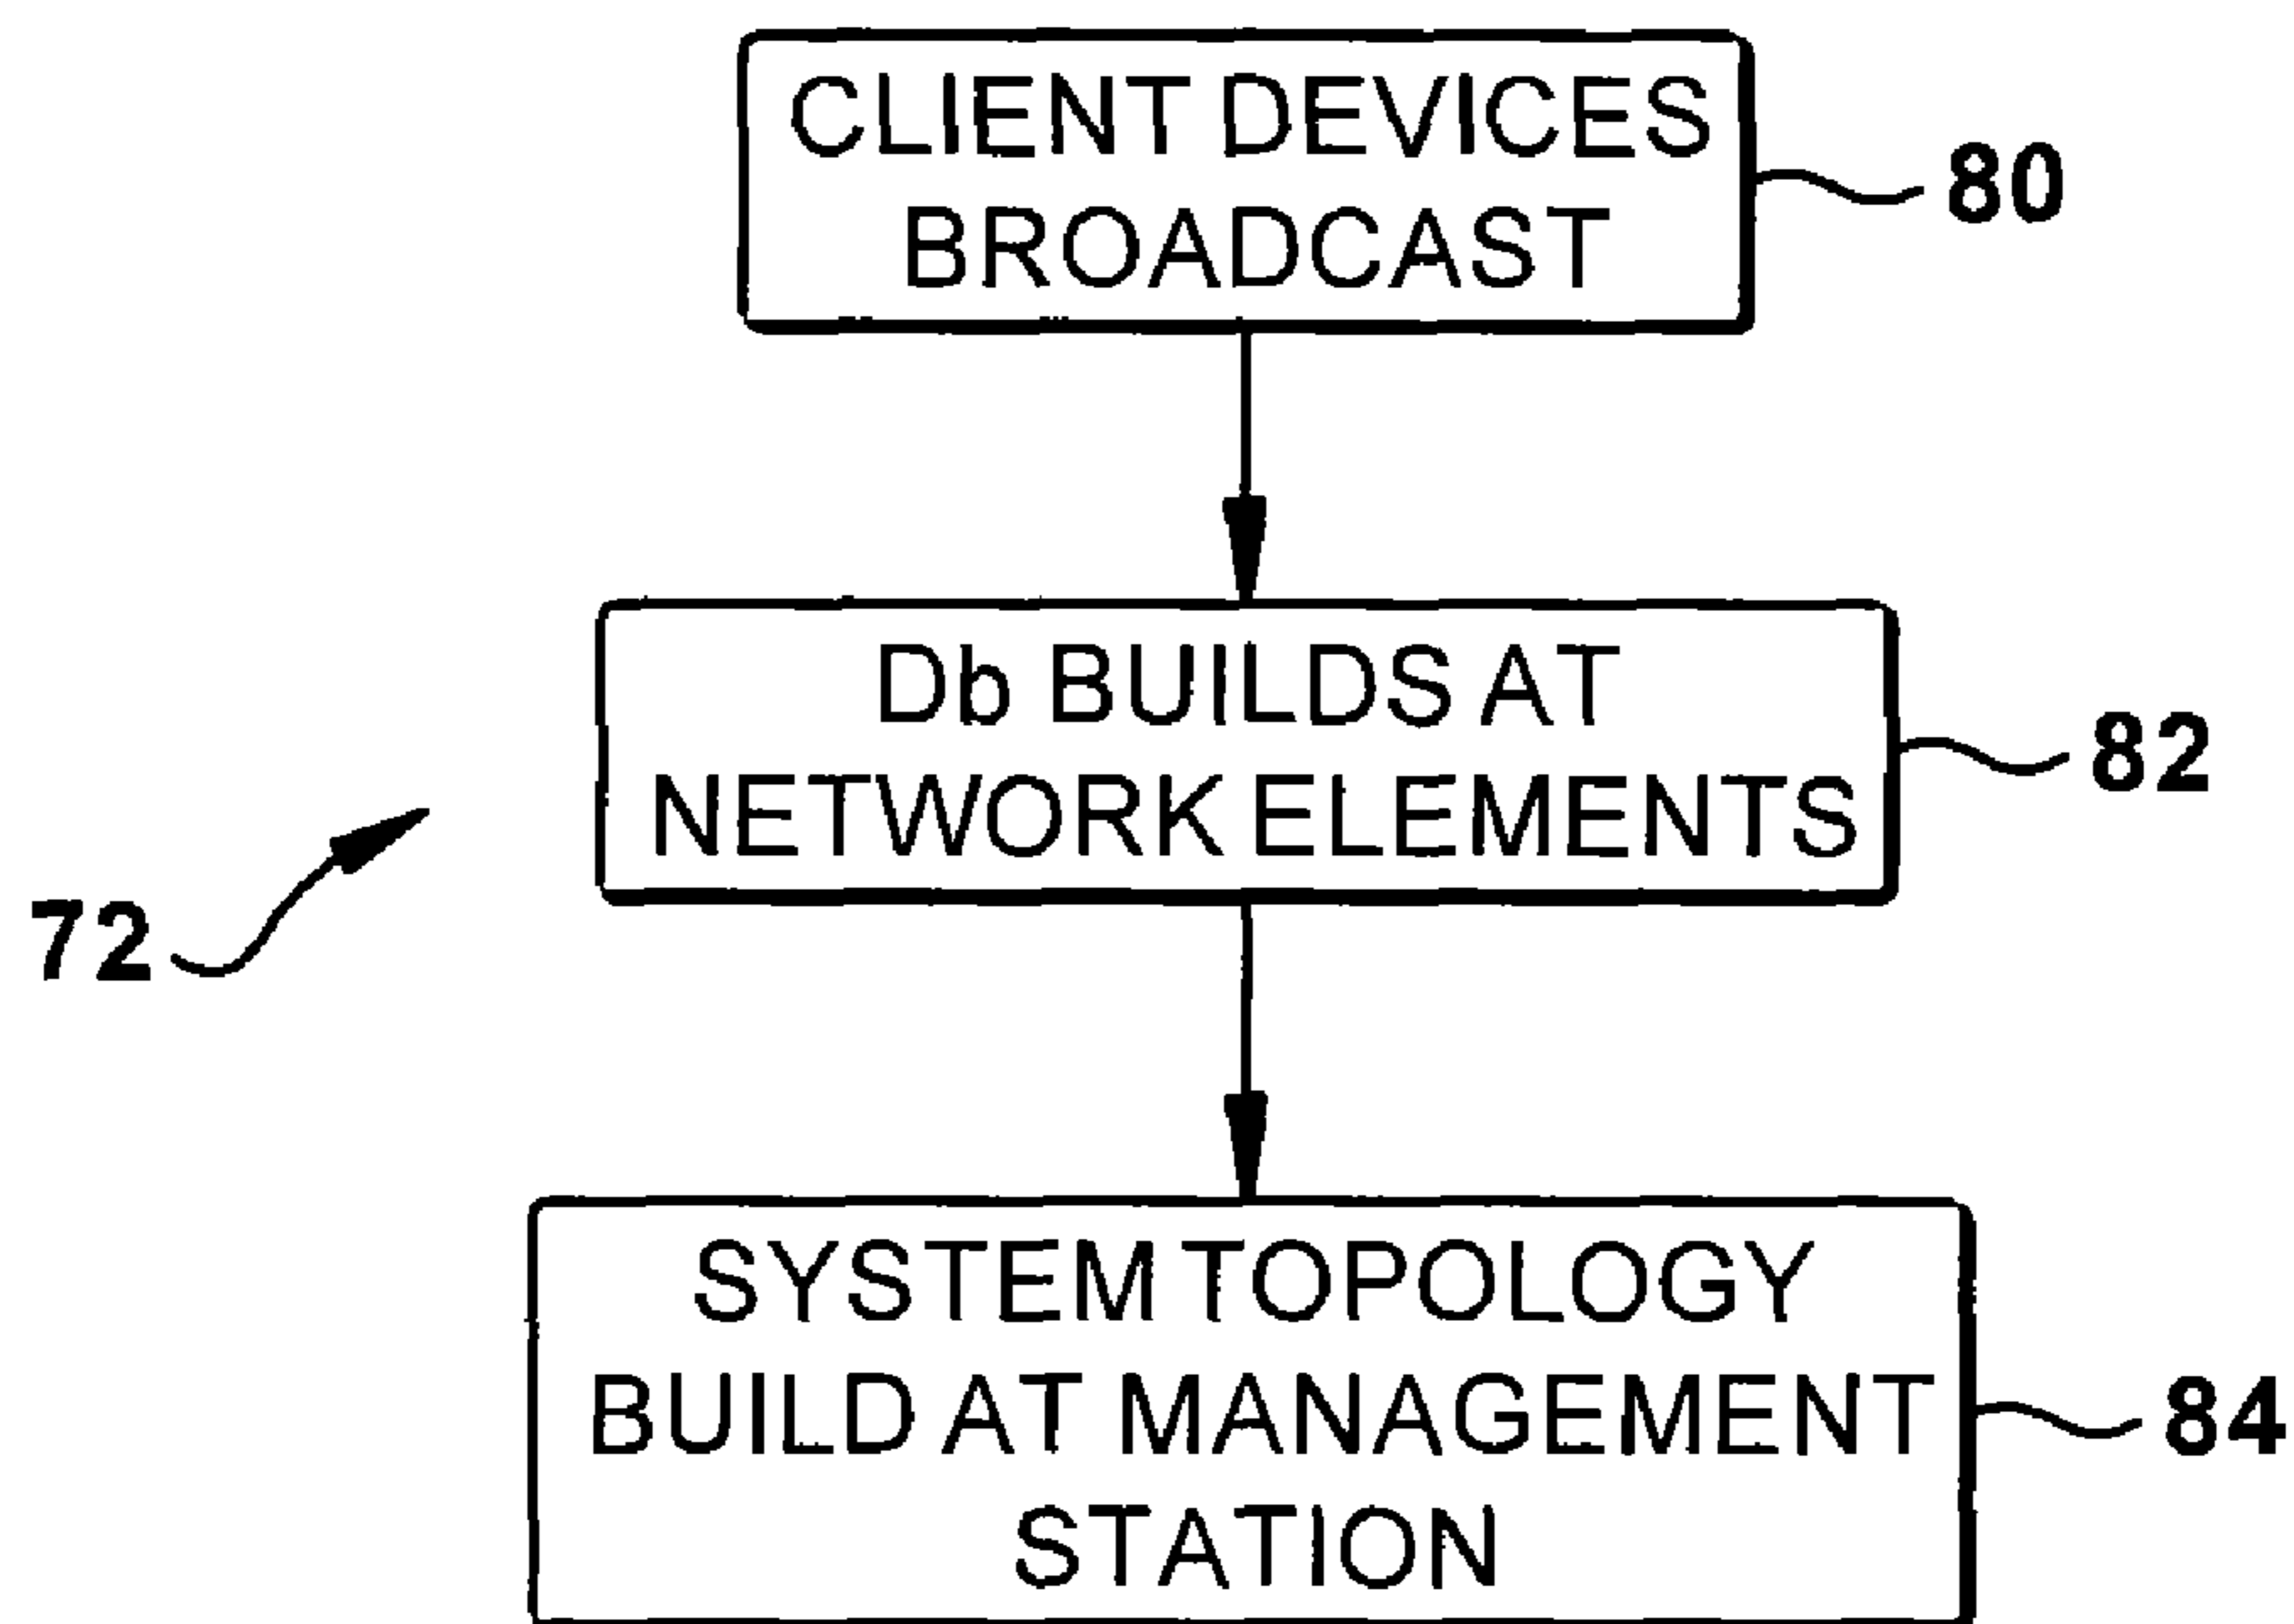 CLIENT DEVICES
BROADCAST
80
Db BUILDS AT
NETWORK ELEMENTS
82
72
SYSTEM TOPOLOGY
BUILD AT MANAGEMENT
STATION
84